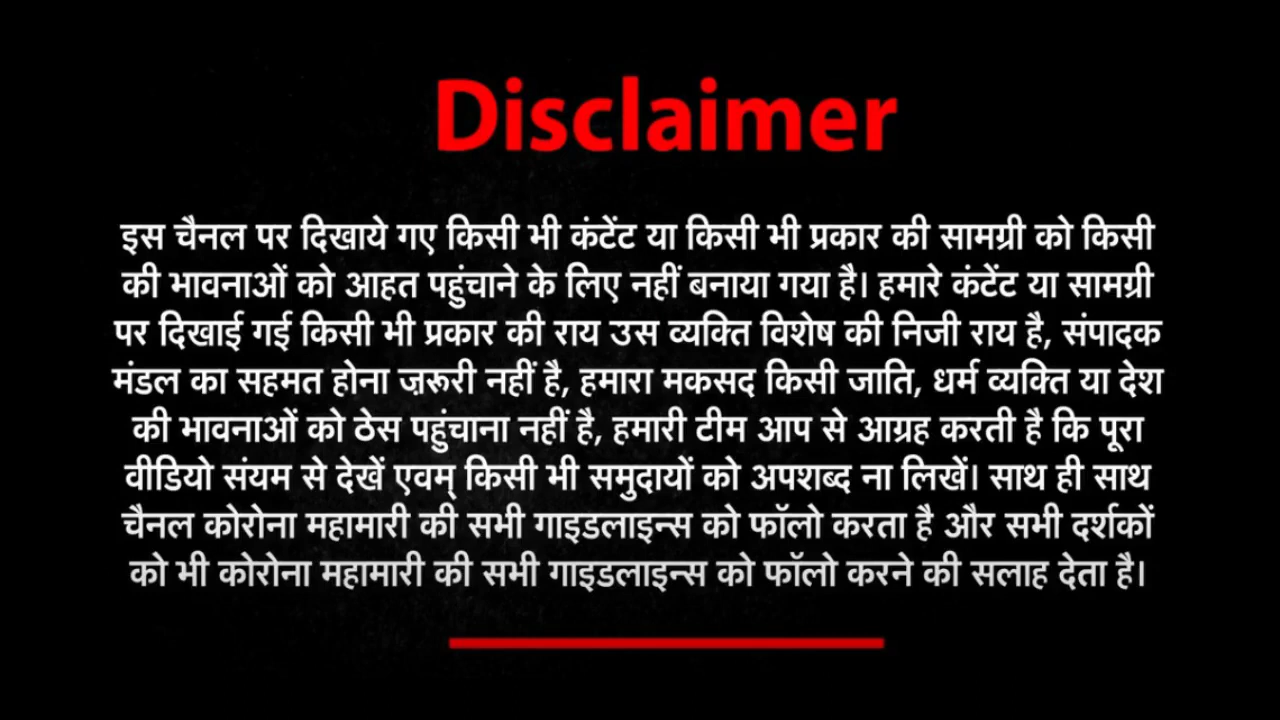 Disclaimer
इस चैनल पर दिखाये गए किसी भी कंटेंट या किसी भी प्रकार की सामग्री को किसी
की भावनाओं को आहत पहुंचाने के लिए नहीं बनाया गया है। हमारे कंटेंट या सामग्री
पर दिखाई गई किसी भी प्रकार की राय उस व्यक्ति विशेष की निजी राय है, संपादक
मंडल का सहमत होना ज़रूरी नहीं है, हमारा मकसद किसी जाति, धर्म व्यक्ति या देश
की भावनाओं को ठेस पहुंचाना नहीं है, हमारी टीम आप से आग्रह करती है कि पूरा
वीडियो संयम से देखें एवम् किसी भी समुदायों को अपशब्द ना लिखें। साथ ही साथ
चैनल कोरोना महामारी की सभी गाइडलाइन्स को फॉलो करता है और सभी दर्शकों
को भी कोरोना महामारी की सभी गाइडलाइन्स को फॉलो करने की सलाह देता है।